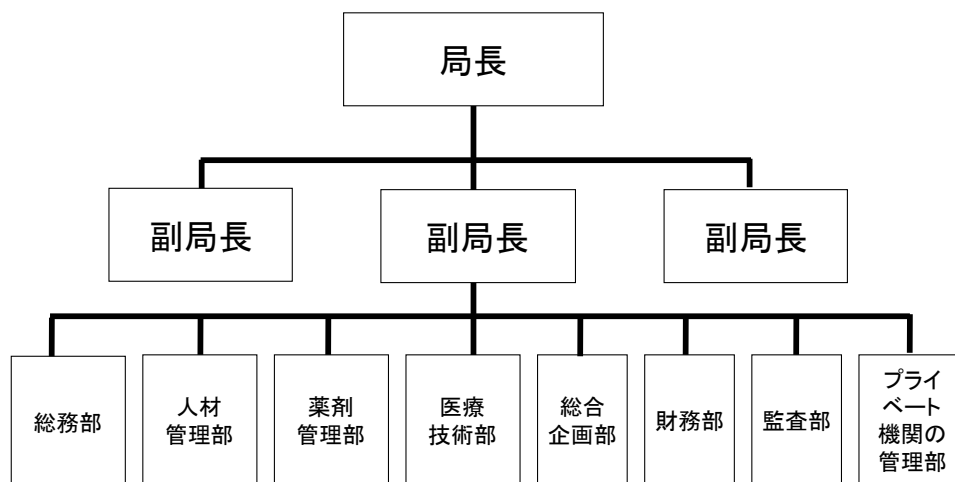 局長
副局長
副局長
副局長
総務部
人材
管理部
薬剤
管理部
医療
技術部
総合
企画部
財務部
監査部
プライ
ベート
機関の
管理部